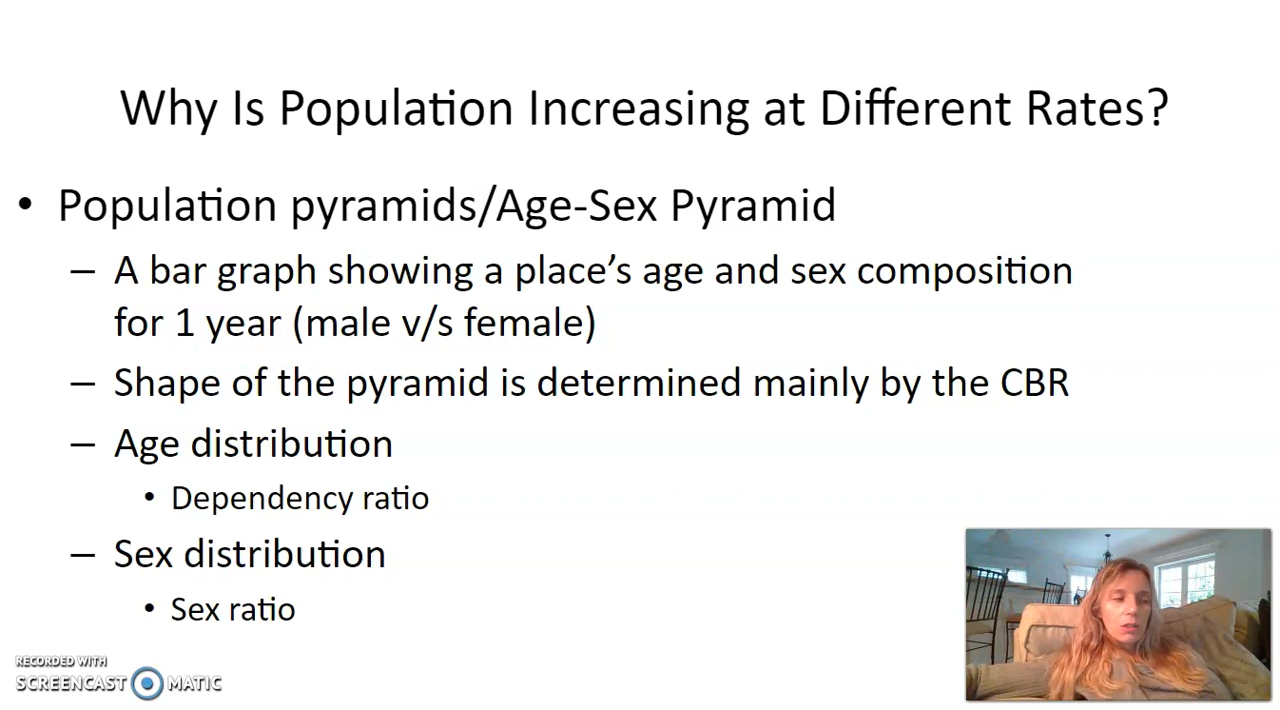 Why Is Population Increasing at Different Rates?
• Population pyramids/Age-Sex Pyramid
– A bar graph showing a place’s age and sex composition
for 1 year (male v/s female)
– Shape of the pyramid is determined mainly by the CBR
– Age distribution
• Dependency ratio
– Sex distribution
• Sex ratio
RECORDED WITH
SCREENCAST MATIC